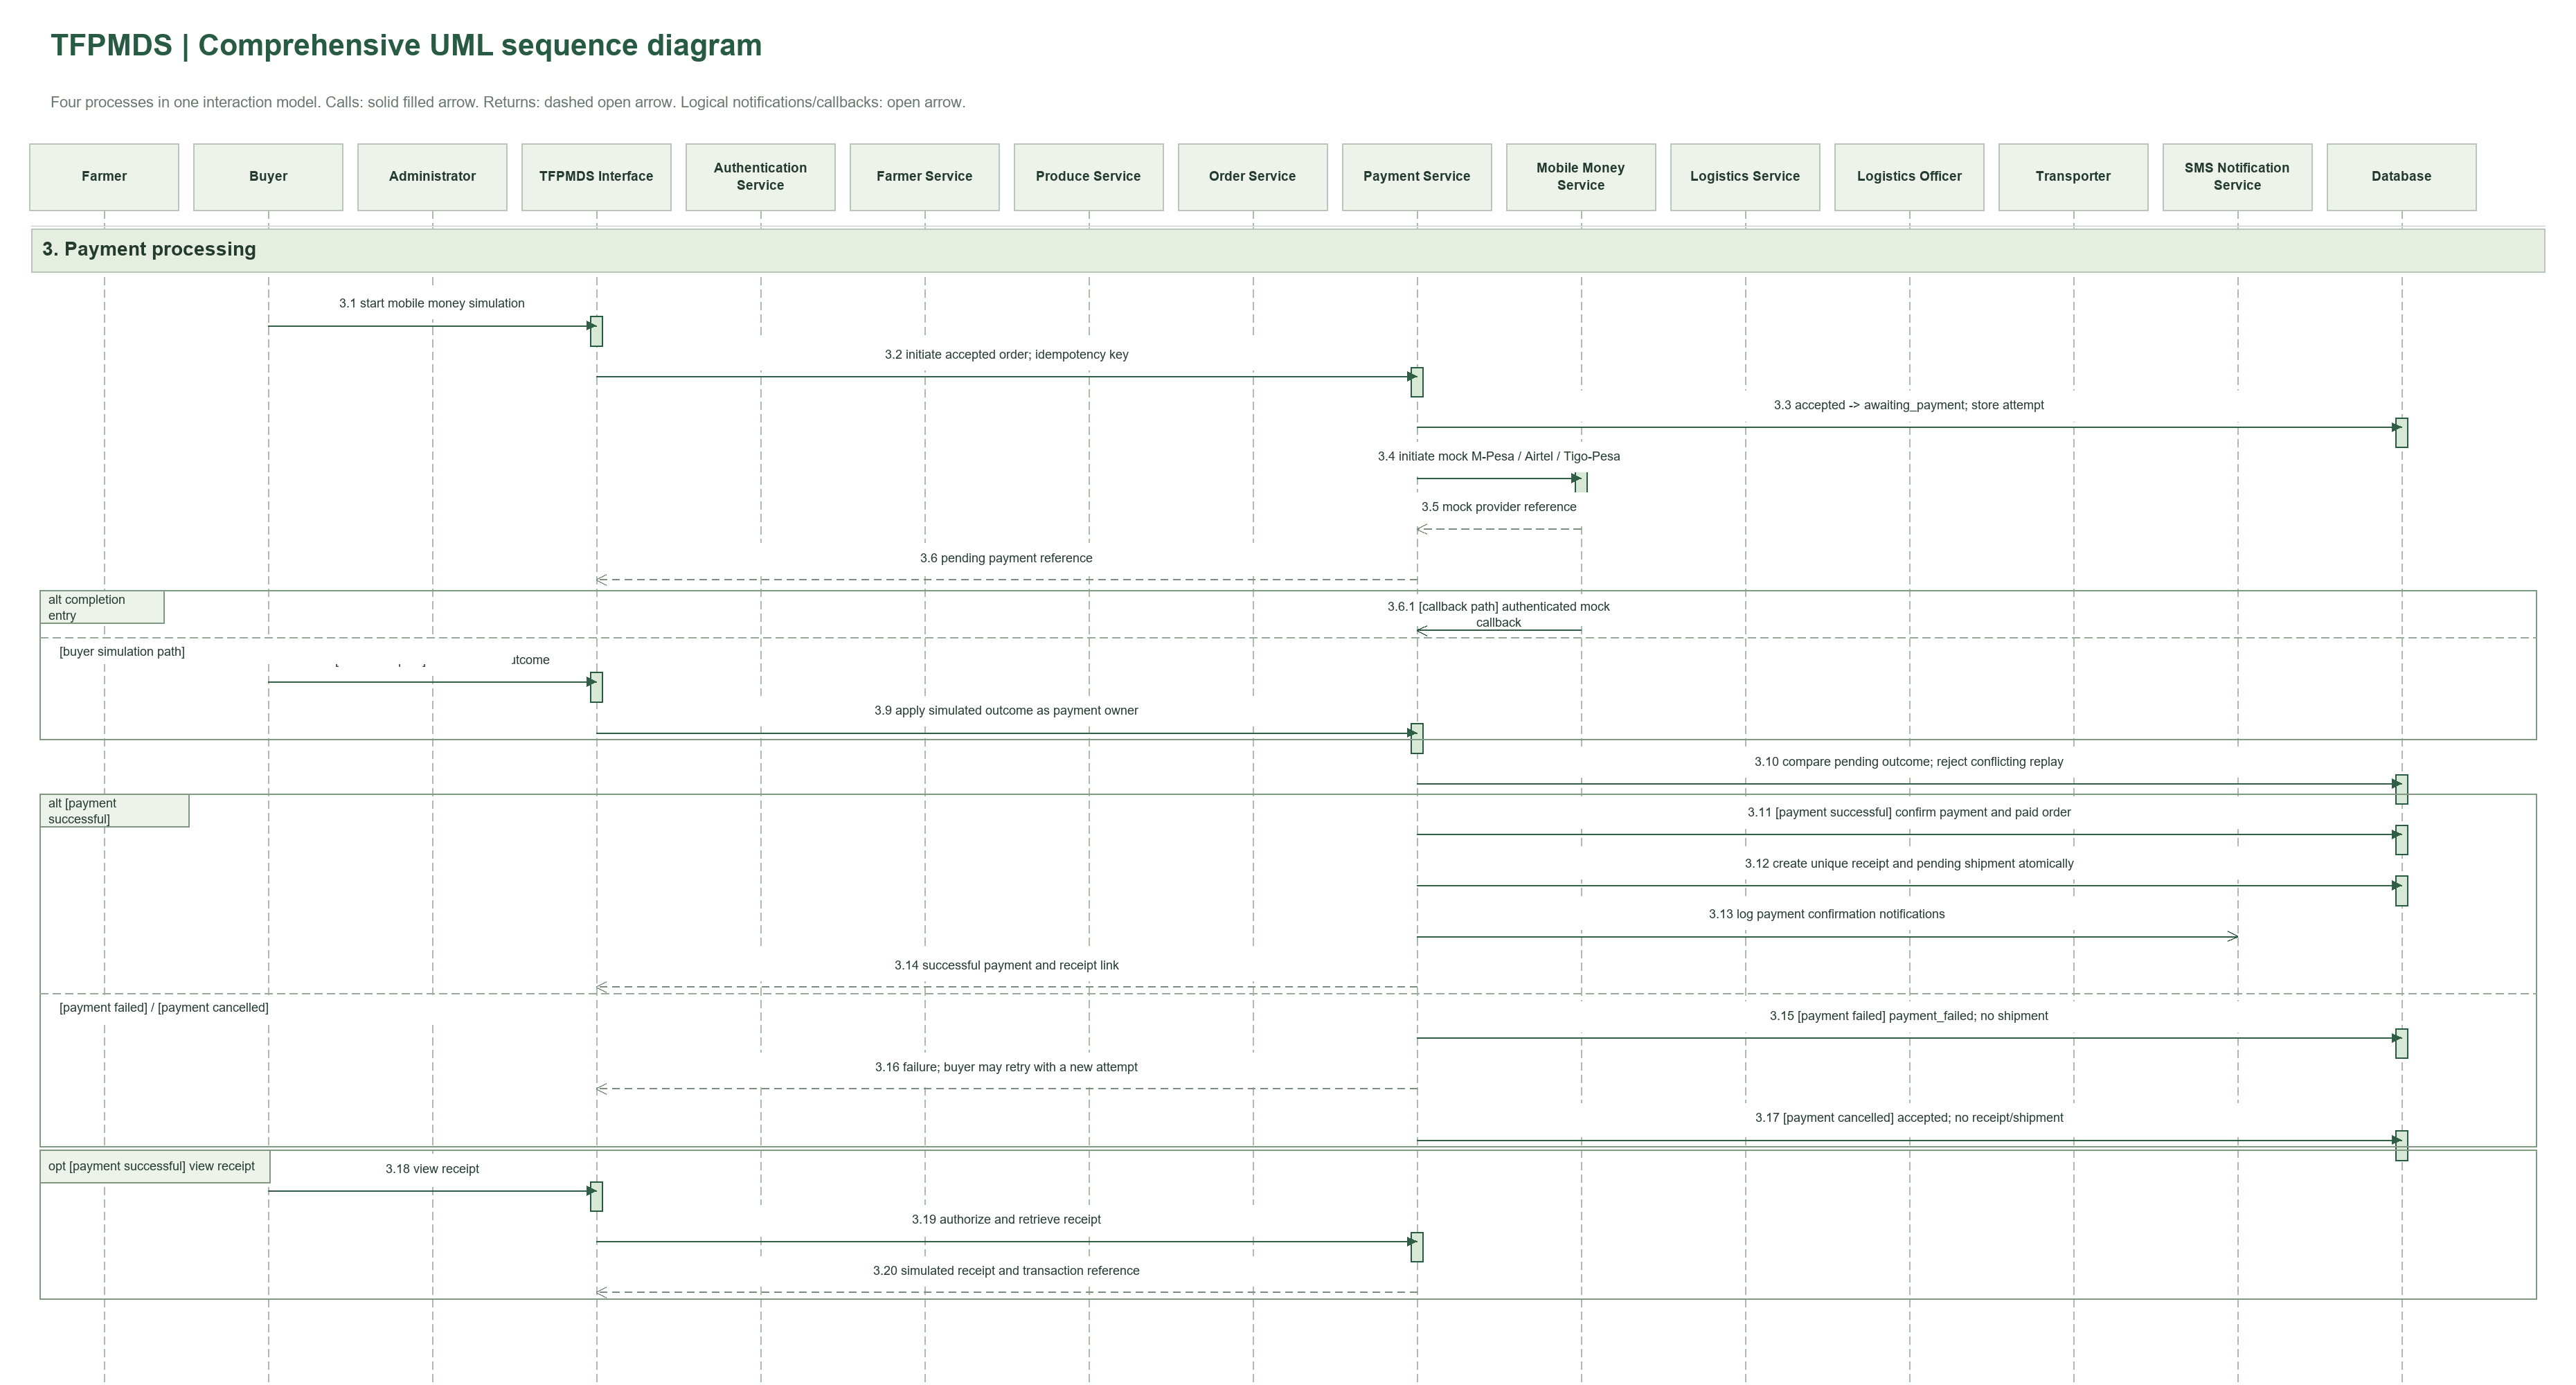 TFPMDS | Comprehensive UML sequence diagram
Four processes in one interaction model. Calls: solid filled arrow. Returns: dashed open arrow. Logical notifications/callbacks: open arrow.
Farmer
Buyer
Administrator
TFPMDS Interface
Authentication
Service
Farmer Service
Produce Service
Order Service
Payment Service
Mobile Money
Service
Logistics Service
Logistics Officer
Transporter
SMS Notification
Service
Database
3. Payment processing
3.1 start mobile money simulation
3.2 initiate accepted order; idempotency key
3.3 accepted -> awaiting_payment; store attempt
3.4 initiate mock M-Pesa / Airtel / Tigo-Pesa
3.5 mock provider reference
3.6 pending payment reference
alt completion
entry
3.6.1 [callback path] authenticated mock
callback
[buyer simulation path]
3.9 apply simulated outcome as payment owner
3.10 compare pending outcome; reject conflicting replay
alt [payment
successful]
3.11 [payment successful] confirm payment and paid order
3.12 create unique receipt and pending shipment atomically
3.13 log payment confirmation notifications
3.14 successful payment and receipt link
[payment failed] / [payment cancelled]
3.15 [payment failed] payment_failed; no shipment
3.16 failure; buyer may retry with a new attempt
3.17 [payment cancelled] accepted; no receipt/shipment
opt [payment successful] view receipt
3.18 view receipt
3.19 authorize and retrieve receipt
3.20 simulated receipt and transaction reference